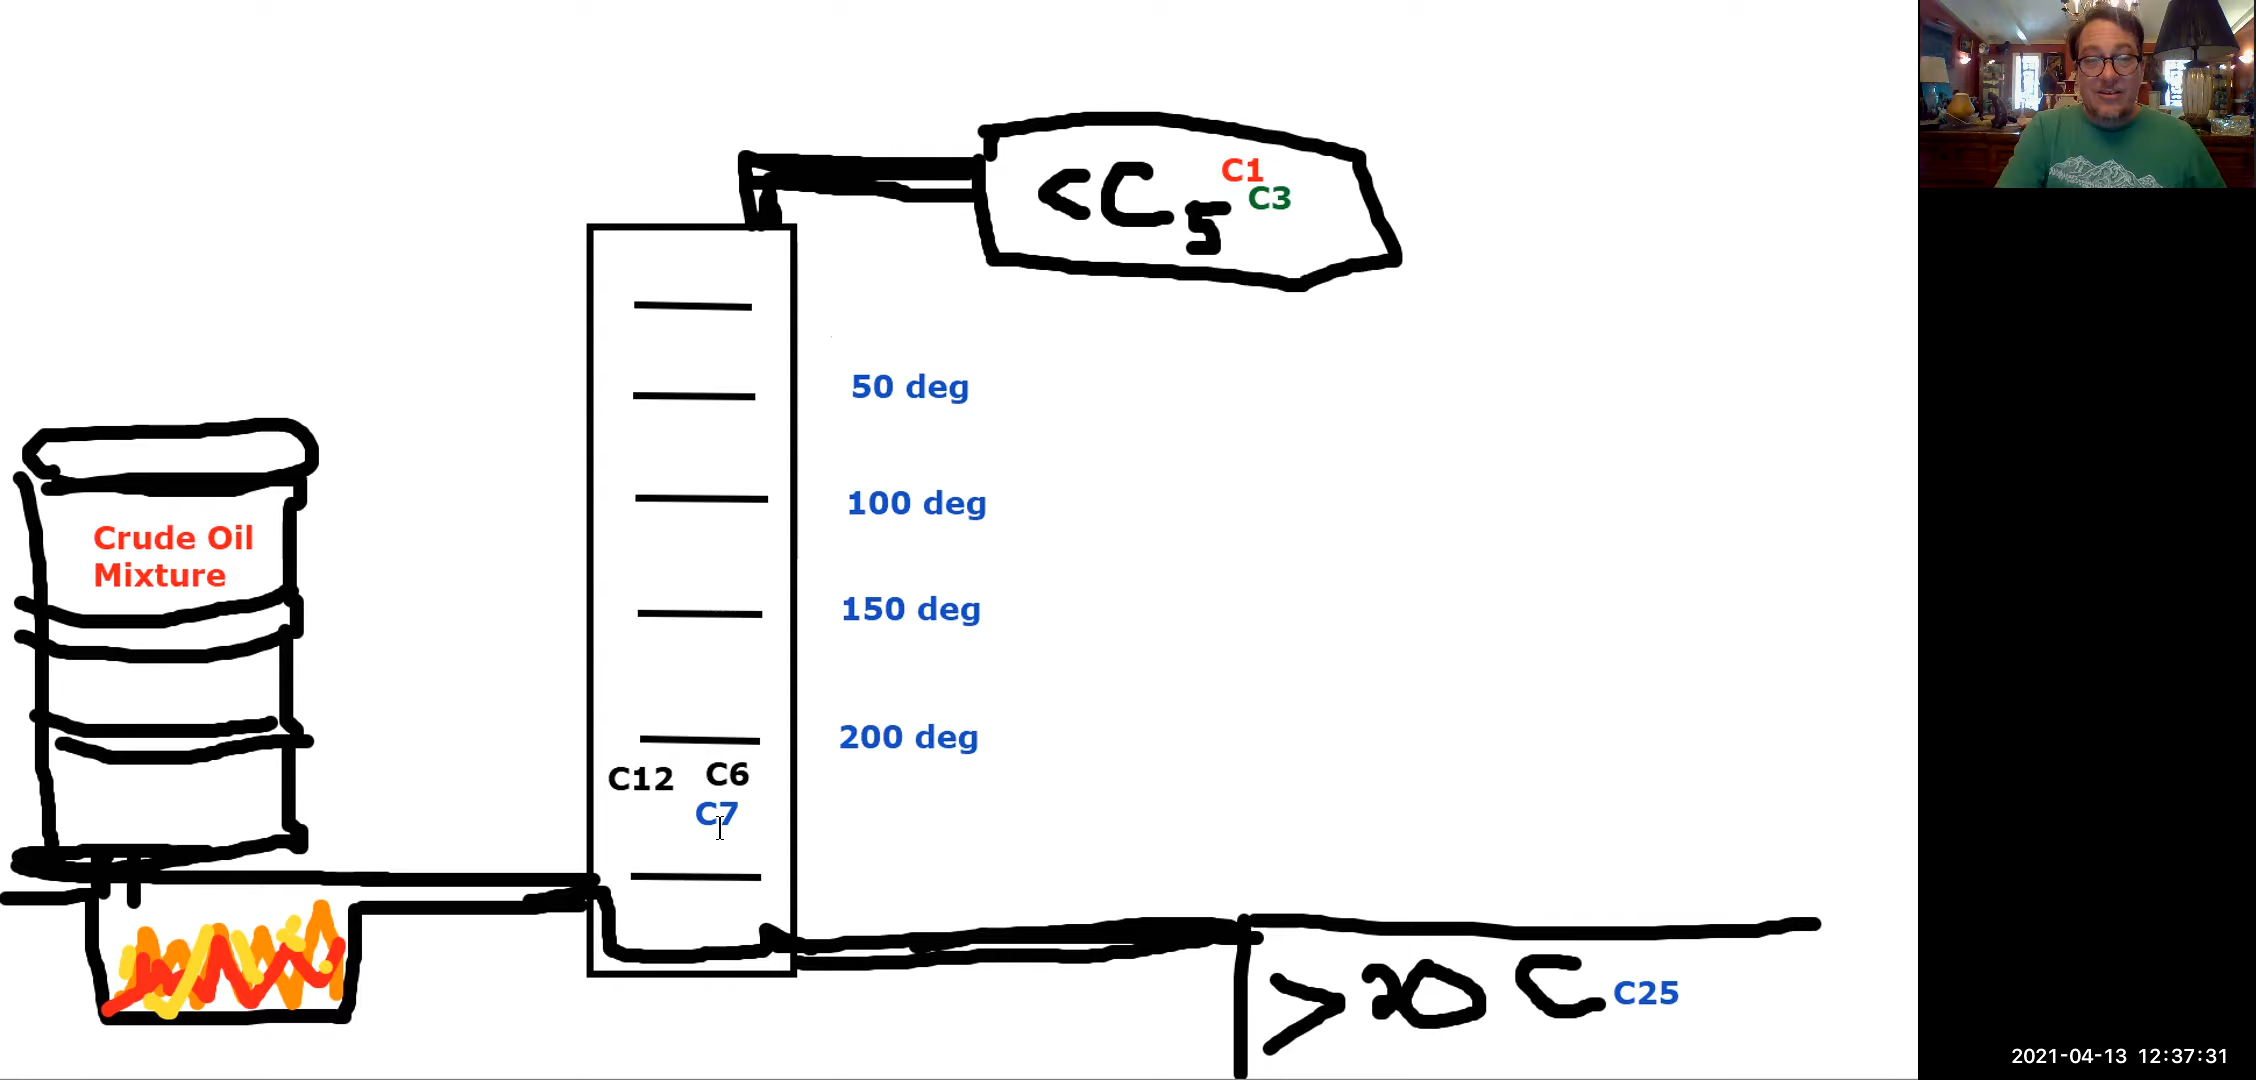 <C5
C1
C3
50 deg
100 deg
Crude Oil
Mixture
150 deg
200 deg
C12 C6
C7
>20 C
C25
2021-04-13 12:37:31